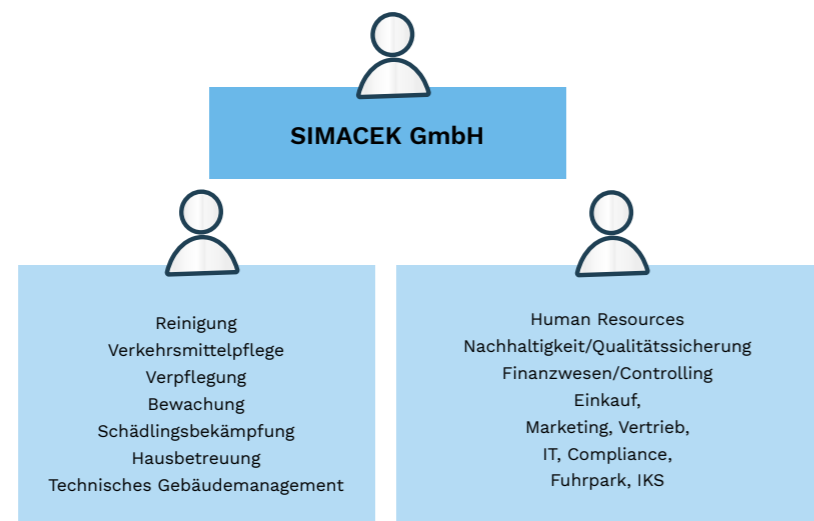 SIMACEK GmbH
Reinigung
Verkehrsmittelpflege
Verpflegung
Bewachung
Schädlingsbekämpfung
Hausbetreuung
Technisches Gebäudemanagement
Human Resources
Nachhaltigkeit/Qualitätssicherung
Finanzwesen/Controlling
Einkauf,
Marketing, Vertrieb,
IT, Compliance,
Fuhrpark, IKS